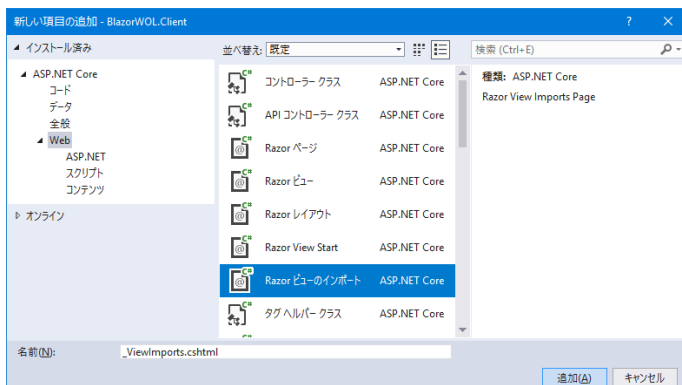 新しい項目の追加 - BlazorWOL.Client ? ×
インストール済み
並べ替え: 既定
検索 (Ctrl+E)
ASP.NET Core
コード
データ
全般
Web
ASP.NET
スクリプト
コンテンツ
オンライン
コントローラー クラス ASP.NET Core
API コントローラー クラス ASP.NET Core
Razor ページ ASP.NET Core
Razor ビュー ASP.NET Core
Razor レイアウト ASP.NET Core
Razor View Start ASP.NET Core
Razor ビューのインポート ASP.NET Core
タグ ヘルパー クラス ASP.NET Core
種類: ASP.NET Core
Razor View Imports Page
名前(N): _ViewImports.cshtml
追加(A) キャンセル